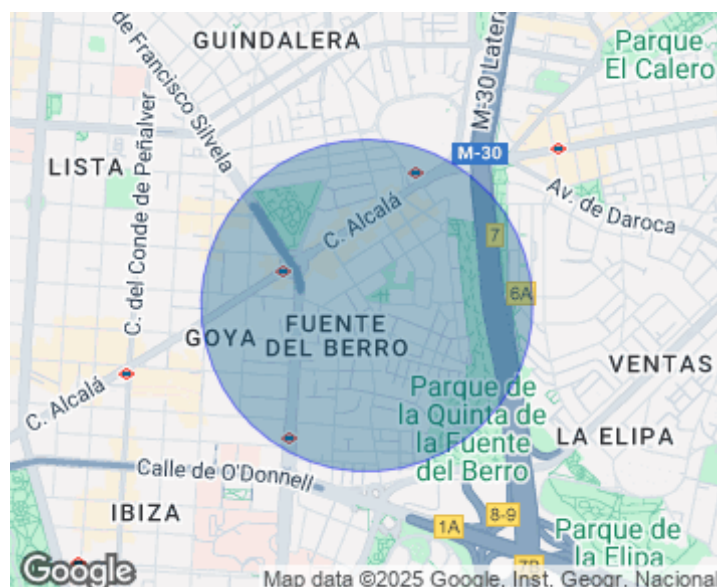 GUINDALERA
Parque
El Calero
de Francisco Silvela
M-30 Lateral
M-30
LISTA
C. del Conde de Peñalver
C. Alcalá
Av. de Daroca
7
6A
GOYA
FUENTE
DEL BERRO
VENTAS
C. Alcalá
Parque de
la Quinta de
la Fuente
del Berro
LA ELIPA
Calle de O'Donnell
IBIZA
8-9
1A
Parque de
la Elipa
7B
Google
Map data ©2025 Google, Inst. Geogr. Nacional